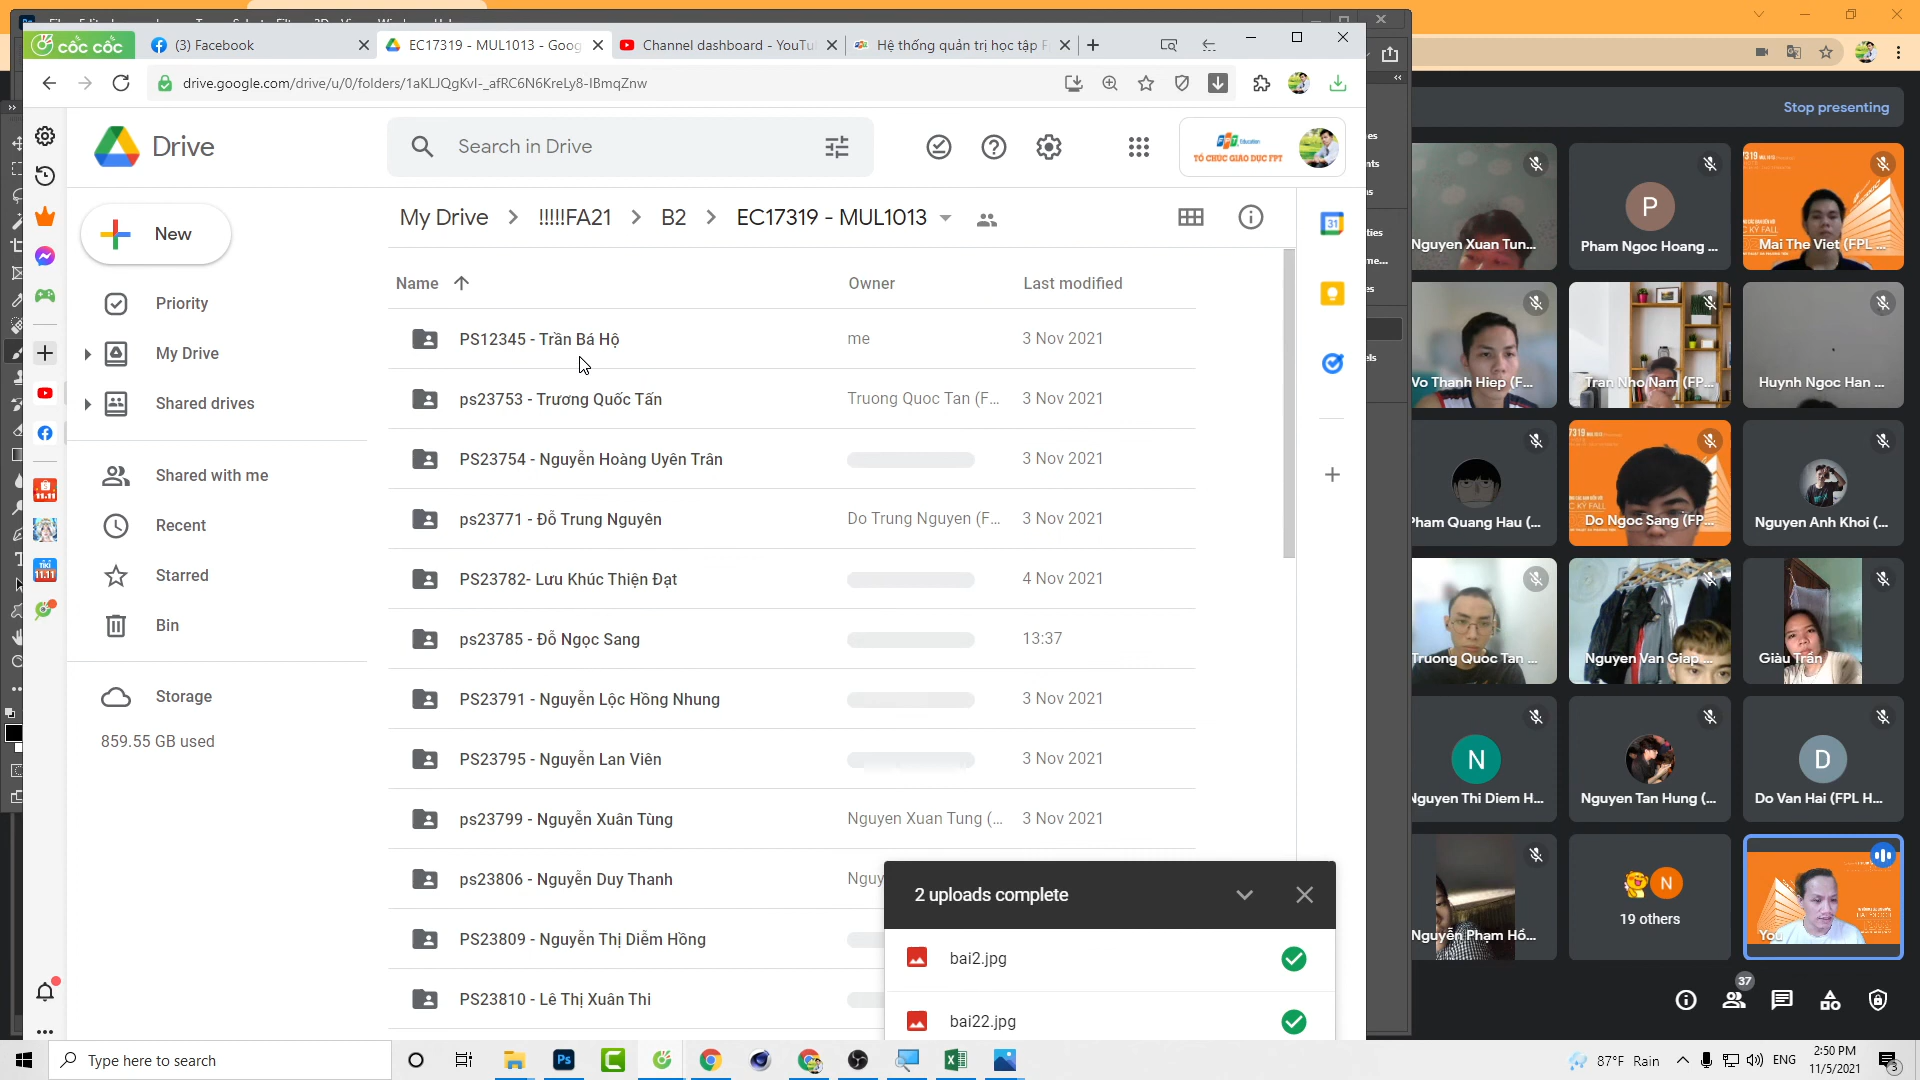 cốc cốc
(3) Facebook
EC17319 - MUL1013 - Goog
Channel dashboard - YouTu
Hệ thống quản trị học tập F
drive.google.com/drive/u/0/folders/1aKLJQgKvI-_afRC6N6KreLy8-IBmqZnw
Stop presenting
Drive
Search in Drive
FPT Education
TỔ CHỨC GIÁO DỤC FPT
New
My Drive
!!!!!FA21
B2
EC17319 - MUL1013
Name
Owner
Last modified
Priority
My Drive
Shared drives
Shared with me
Recent
Starred
Bin
Storage
859.55 GB used
PS12345 - Trần Bá Hộ
me
3 Nov 2021
ps23753 - Trương Quốc Tấn
Truong Quoc Tan (F...
3 Nov 2021
PS23754 - Nguyễn Hoàng Uyên Trân
3 Nov 2021
ps23771 - Đỗ Trung Nguyên
Do Trung Nguyen (F...
3 Nov 2021
PS23782- Lưu Khúc Thiện Đạt
4 Nov 2021
ps23785 - Đỗ Ngọc Sang
13:37
PS23791 - Nguyễn Lộc Hồng Nhung
3 Nov 2021
PS23795 - Nguyễn Lan Viên
3 Nov 2021
ps23799 - Nguyễn Xuân Tùng
Nguyen Xuan Tung (...
3 Nov 2021
ps23806 - Nguyễn Duy Thanh
Nguy
PS23809 - Nguyễn Thị Diễm Hồng
PS23810 - Lê Thị Xuân Thi
2 uploads complete
bai2.jpg
bai22.jpg
Nguyen Xuan Tun...
Pham Ngoc Hoang ...
Mai The Viet (FPL ...
Vo Thanh Hiep (F...
Tran Nho Nam (FP...
Huynh Ngoc Han ...
Pham Quang Hau (...
Do Ngoc Sang (FP...
Nguyen Anh Khoi (...
Truong Quoc Tan ...
Nguyen Van Giap ...
Giàu Trần
Nguyen Thi Diem H...
Nguyen Tan Hung (...
Do Van Hai (FPL H...
Nguyễn Phạm Hồ...
19 others
You
37
Type here to search
87°F Rain
ENG
2:50 PM
11/5/2021
3